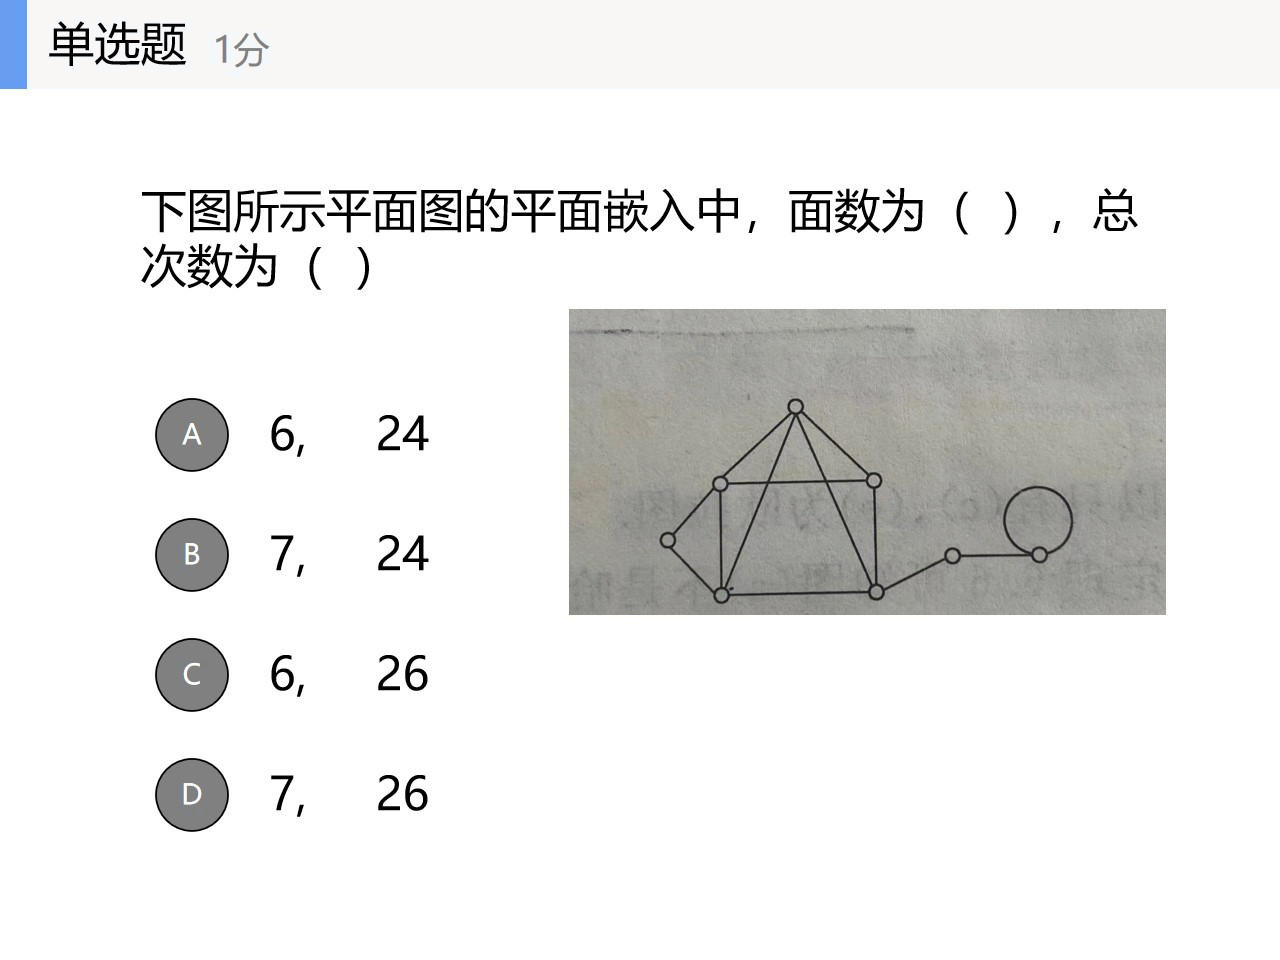 单选题 1分
下图所示平面图的平面嵌入中，面数为（ ），总
次数为（ ）
A 6, 24
B 7, 24
C 6, 26
D 7, 26